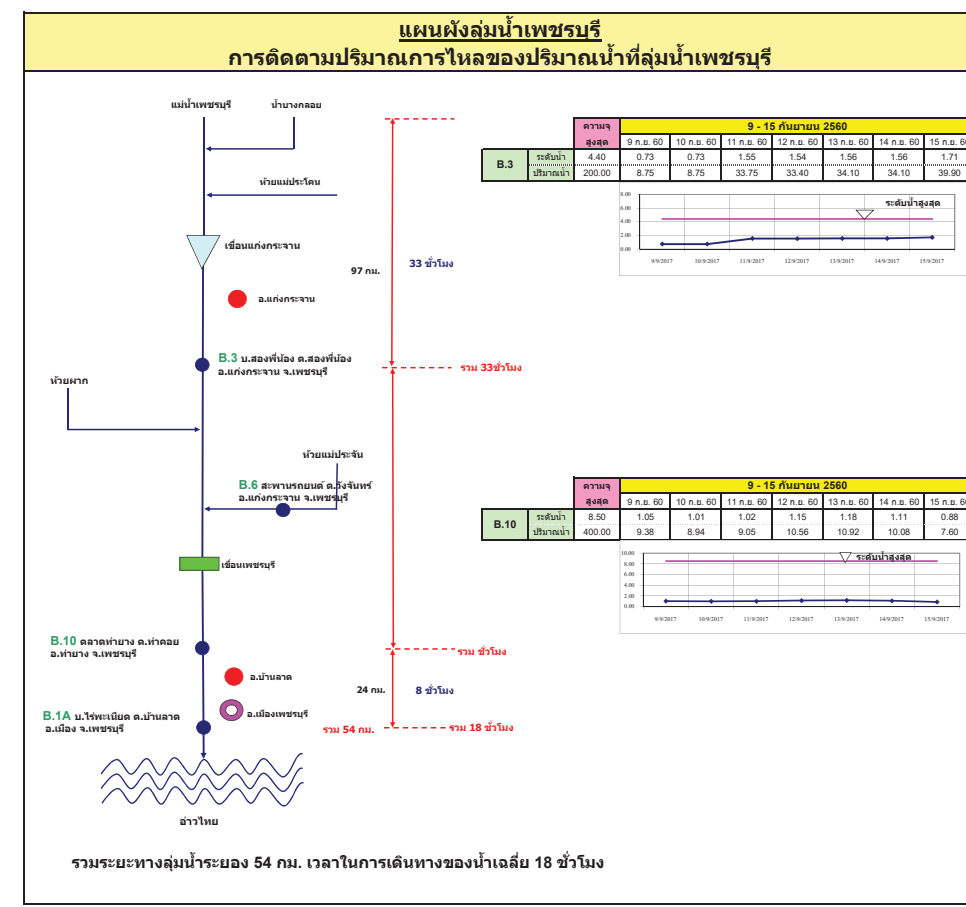 แผนผังลุ่มน้ำเพชรบุรี
การติดตามปริมาณการไหลของปริมาณน้ำที่ลุ่มน้ำเพชรบุรี
แม่น้ำเพชรบุรี
น้ำบางกลอย
ห้วยแม่ประโดน
เขื่อนแก่งกระจาน
97 กม.
33 ชั่วโมง
อ.แก่งกระจาน
B.3 บ.สองพี่น้อง ต.สองพี่น้อง
อ.แก่งกระจาน จ.เพชรบุรี
รวม 33ชั่วโมง
ห้วยผาก
ห้วยแม่ประจัน
B.6 สะพานรถยนต์ ต.วังจันทร์
อ.แก่งกระจาน จ.เพชรบุรี
เขื่อนเพชรบุรี
B.10 ตลาดท่ายาง ต.ท่าคอย
อ.ท่ายาง จ.เพชรบุรี
รวม ชั่วโมง
อ.บ้านลาด
24 กม.
8 ชั่วโมง
อ.เมืองเพชรบุรี
B.1A บ.ไร่พะเนียด ต.บ้านลาด
อ.เมือง จ.เพชรบุรี
รวม 54 กม.
รวม 18 ชั่วโมง
อ่าวไทย
รวมระยะทางลุ่มน้ำระยอง 54 กม. เวลาในการเดินทางของน้ำเฉลี่ย 18 ชั่วโมง
ความจุ 9 - 15 กันยายน 2560
สูงสุด 9 ก.ย. 60 10 ก.ย. 60 11 ก.ย. 60 12 ก.ย. 60 13 ก.ย. 60 14 ก.ย. 60 15 ก.ย. 60
B.3 ระดับน้ำ 4.40 0.73 0.73 1.55 1.54 1.56 1.56 1.71
ปริมาณน้ำ 200.00 8.75 8.75 33.75 33.40 34.10 34.10 39.90
ระดับน้ำสูงสุด
8.00
6.00
4.00
2.00
0.00
9/9/2017 10/9/2017 11/9/2017 12/9/2017 13/9/2017 14/9/2017 15/9/2017
ความจุ 9 - 15 กันยายน 2560
สูงสุด 9 ก.ย. 60 10 ก.ย. 60 11 ก.ย. 60 12 ก.ย. 60 13 ก.ย. 60 14 ก.ย. 60 15 ก.ย. 60
B.10 ระดับน้ำ 8.50 1.05 1.01 1.02 1.15 1.18 1.11 0.88
ปริมาณน้ำ 400.00 9.38 8.94 9.05 10.56 10.92 10.08 7.60
ระดับน้ำสูงสุด
10.00
8.00
6.00
4.00
2.00
0.00
9/9/2017 10/9/2017 11/9/2017 12/9/2017 13/9/2017 14/9/2017 15/9/2017